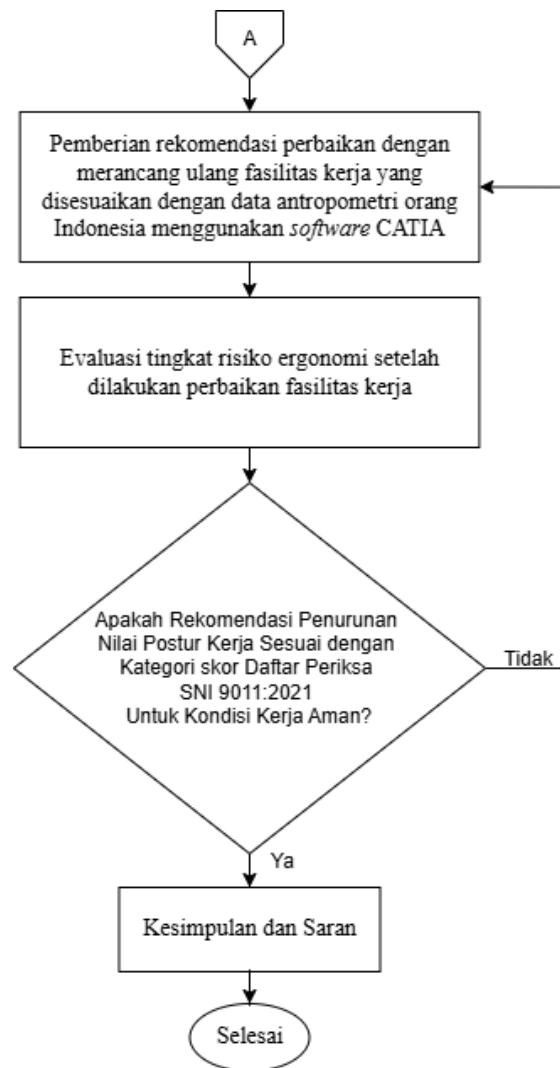 A
Pemberian rekomendasi perbaikan dengan
merancang ulang fasilitas kerja yang
disesuaikan dengan data antropometri orang
Indonesia menggunakan software CATIA
Evaluasi tingkat risiko ergonomi setelah
dilakukan perbaikan fasilitas kerja
Apakah Rekomendasi Penurunan
Nilai Postur Kerja Sesuai dengan
Kategori skor Daftar Periksa
SNI 9011:2021
Untuk Kondisi Kerja Aman?
Tidak
Ya
Kesimpulan dan Saran
Selesai